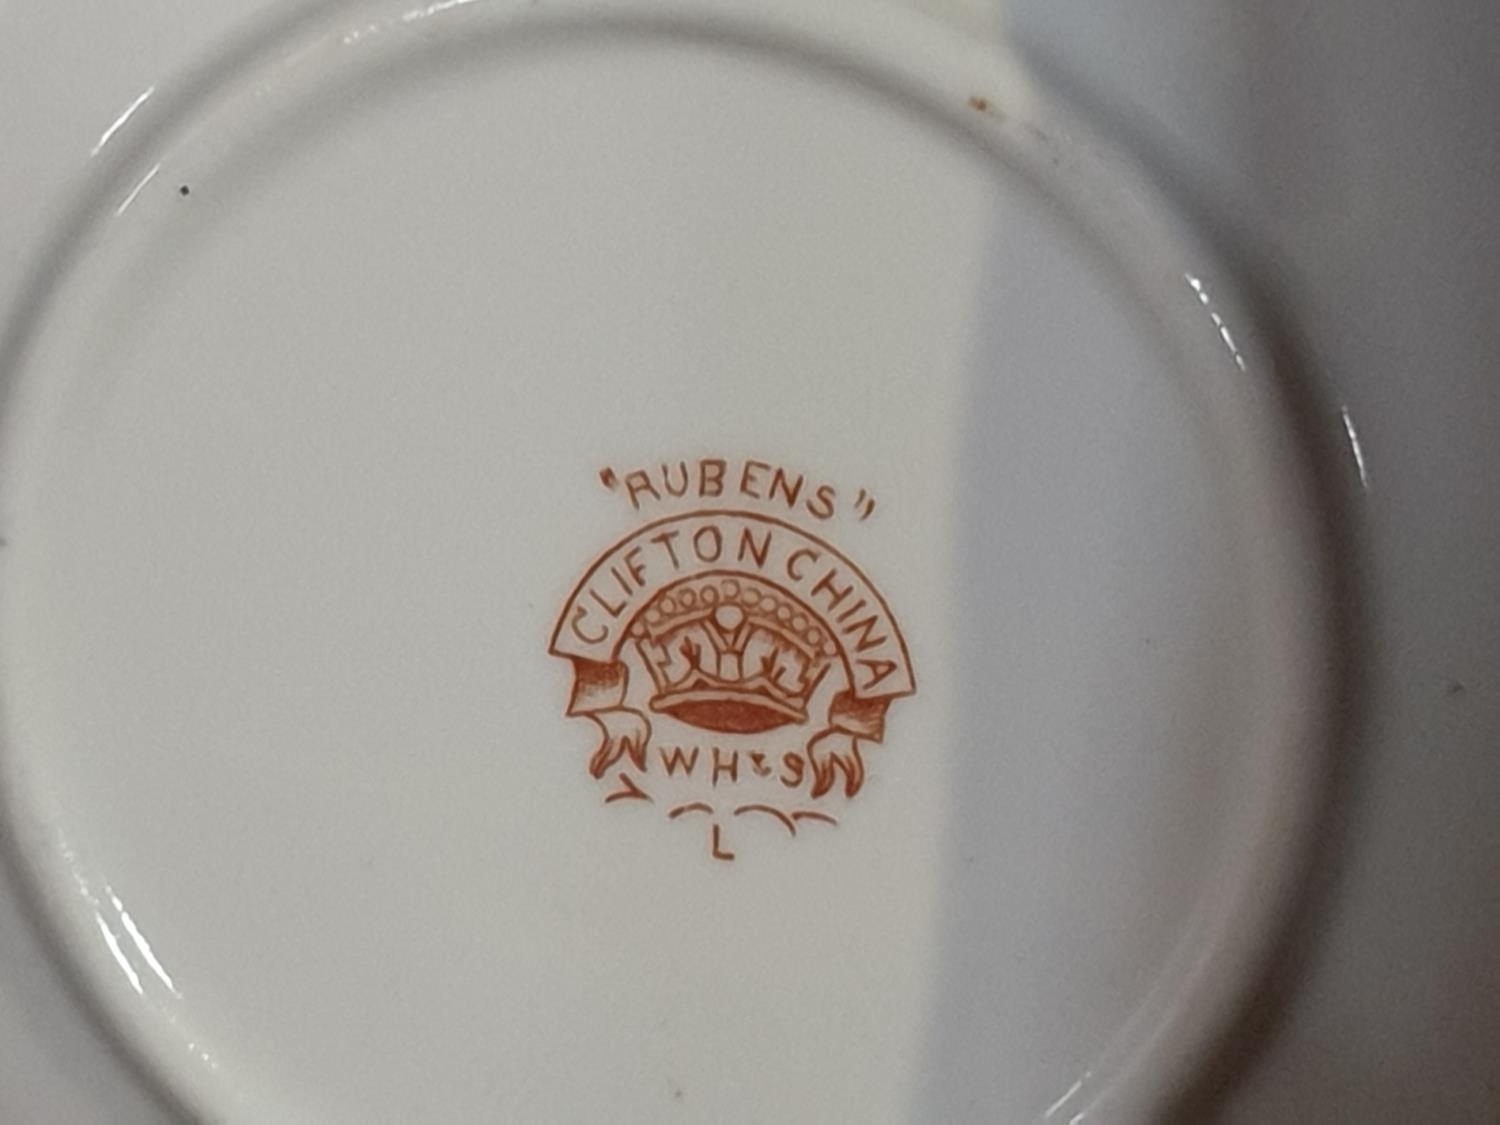 "RUBENS"
CLIFTON CHINA
WH & S
L